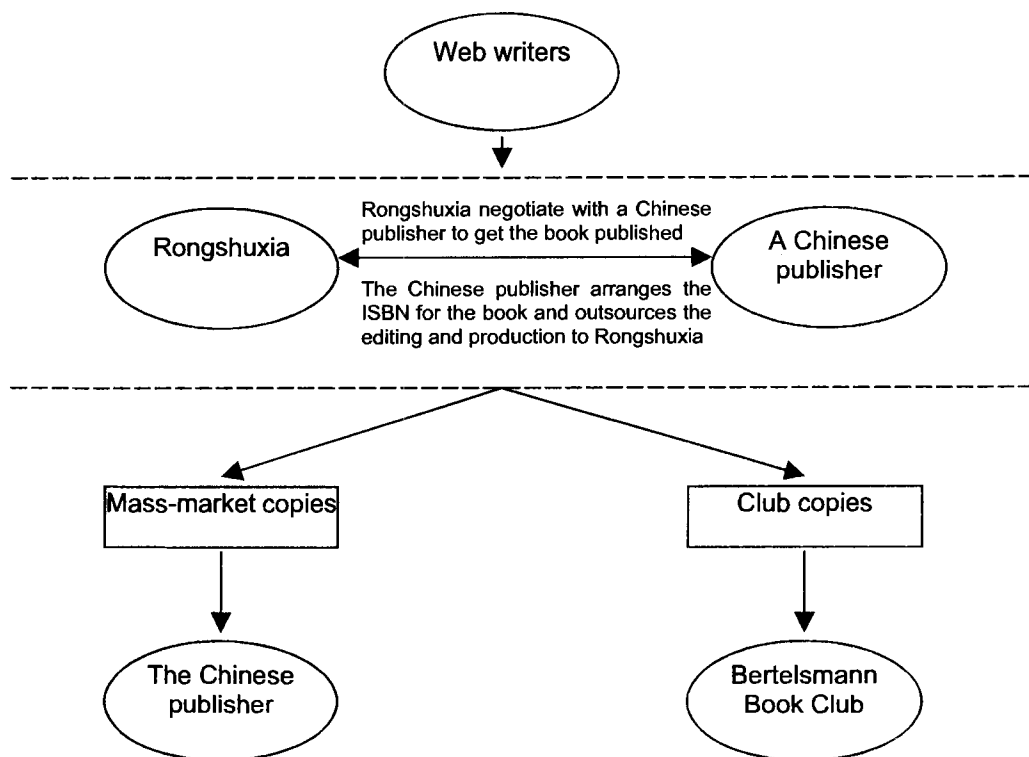 Web writers
Rongshuxia negotiate with a Chinese
publisher to get the book published
Rongshuxia
A Chinese
publisher
The Chinese publisher arranges the
ISBN for the book and outsources the
editing and production to Rongshuxia
Mass-market copies
Club copies
The Chinese
publisher
Bertelsmann
Book Club